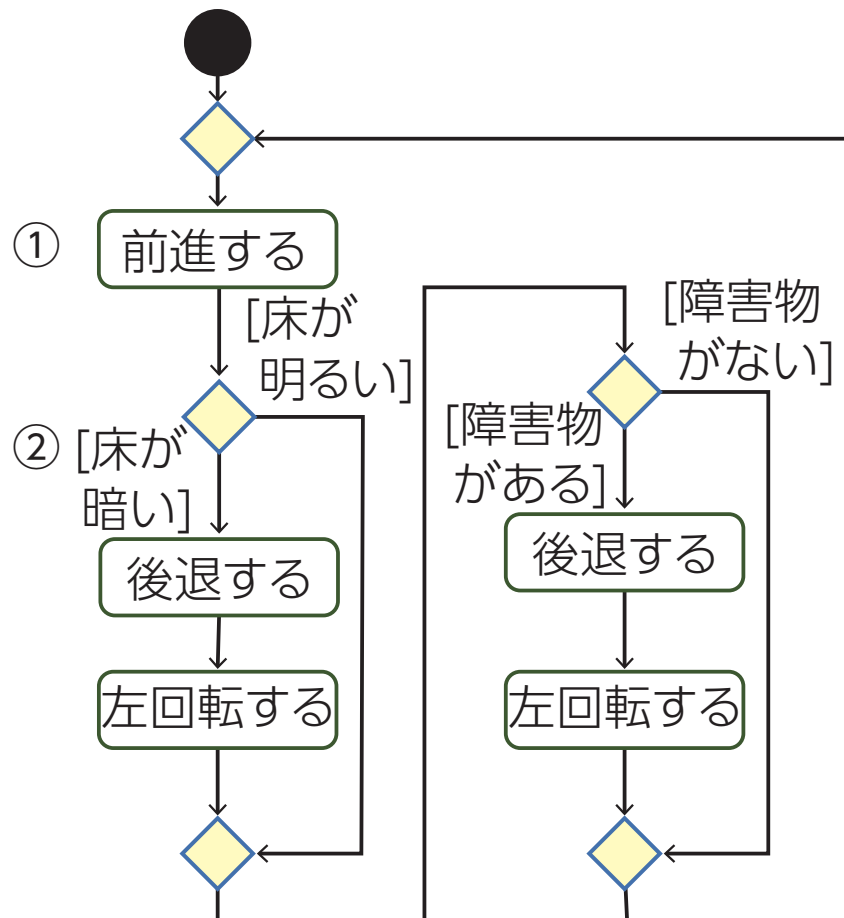 ①
前進する
[床が
明るい]
②
[床が
暗い]
後退する
左回転する
[障害物
がない]
[障害物
がある]
後退する
左回転する